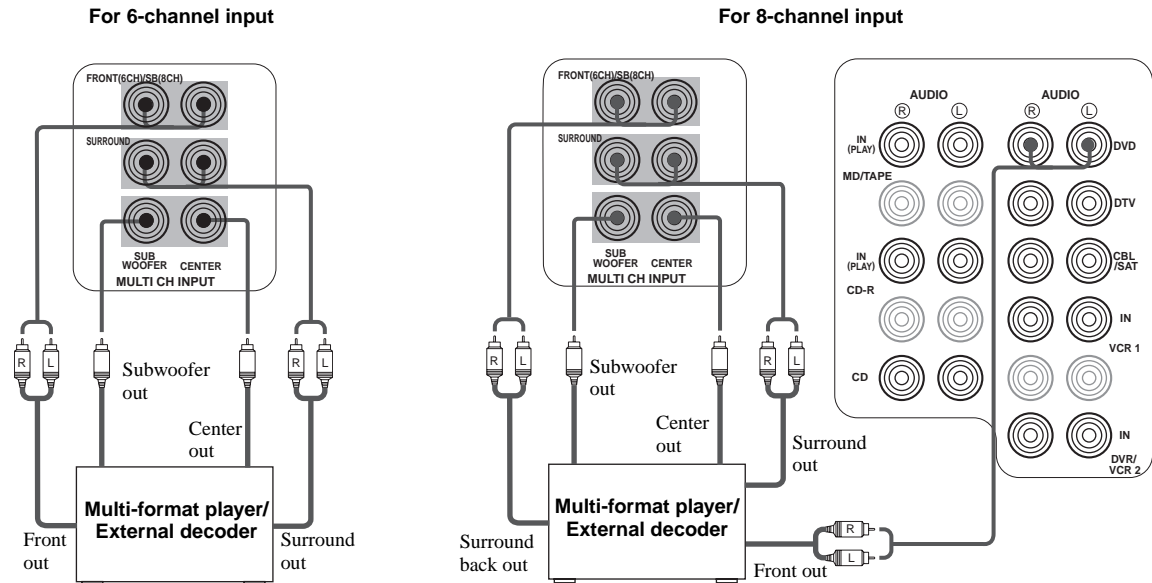 For 6-channel input
FRONT(6CH)/SB(8CH)
SURROUND
SUB
WOOFER
CENTER
MULTI CH INPUT
R
L
R
L
Subwoofer
out
Center
out
Multi-format player/
External decoder
Front
out
Surround
out
For 8-channel input
FRONT(6CH)/SB(8CH)
SURROUND
SUB
WOOFER
CENTER
MULTI CH INPUT
R
L
R
L
Subwoofer
out
Center
out
Surround
out
Multi-format player/
External decoder
Surround
back out
Front out
R
L
AUDIO
R
L
AUDIO
R
L
IN
(PLAY)
DVD
MD/TAPE
DTV
IN
(PLAY)
CBL
/SAT
CD-R
IN
VCR 1
CD
IN
DVR/
VCR 2